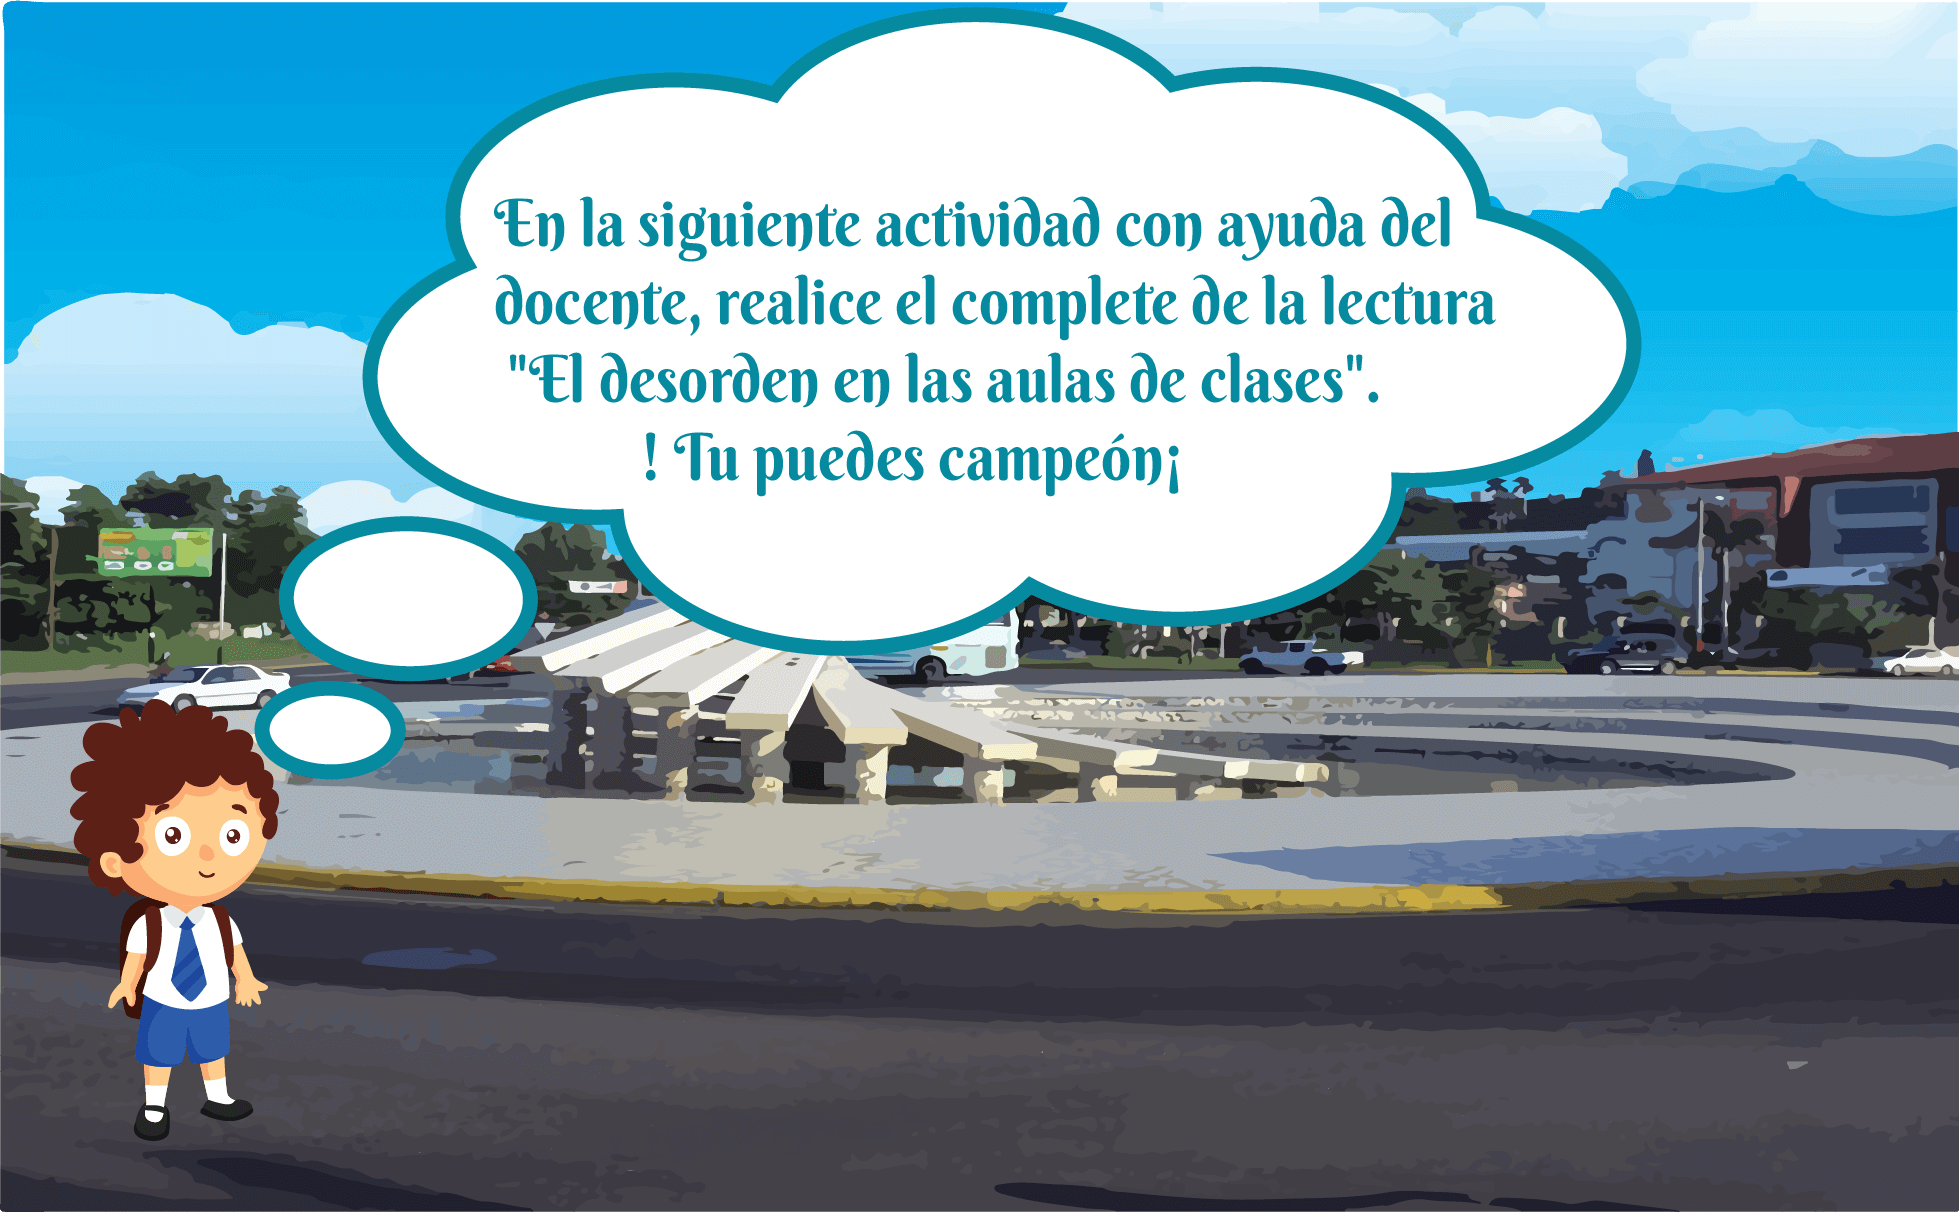 En la siguiente actividad con ayuda del
docente, realice el complete de la lectura
"El desorden en las aulas de clases".
! Tu puedes campeón¡